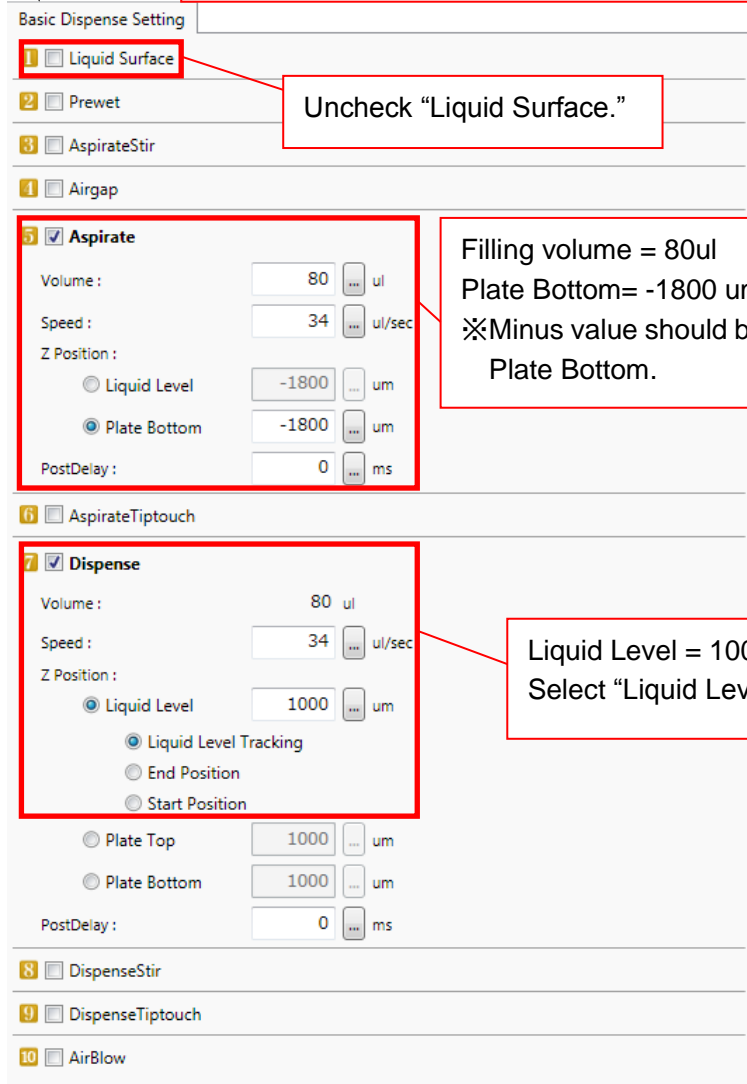 Basic Dispense Setting
1 Liquid Surface
Uncheck “Liquid Surface.”
2 Prewet
3 AspirateStir
4 Airgap
5 Aspirate
Volume : 80 ... ul
Speed : 34 ... ul/sec
Z Position :
Liquid Level -1800 ... um
Plate Bottom -1800 ... um
PostDelay : 0 ... ms
Filling volume = 80ul
Plate Bottom= -1800
※Minus value should
Plate Bottom.
6 AspirateTiptouch
7 Dispense
Volume : 80 ul
Speed : 34 ... ul/sec
Z Position :
Liquid Level 1000 ... um
Liquid Level Tracking
End Position
Start Position
Liquid Level =
Select “Liquid
Plate Top 1000 ... um
Plate Bottom 1000 ... um
PostDelay : 0 ... ms
8 DispenseStir
9 DispenseTiptouch
10 AirBlow